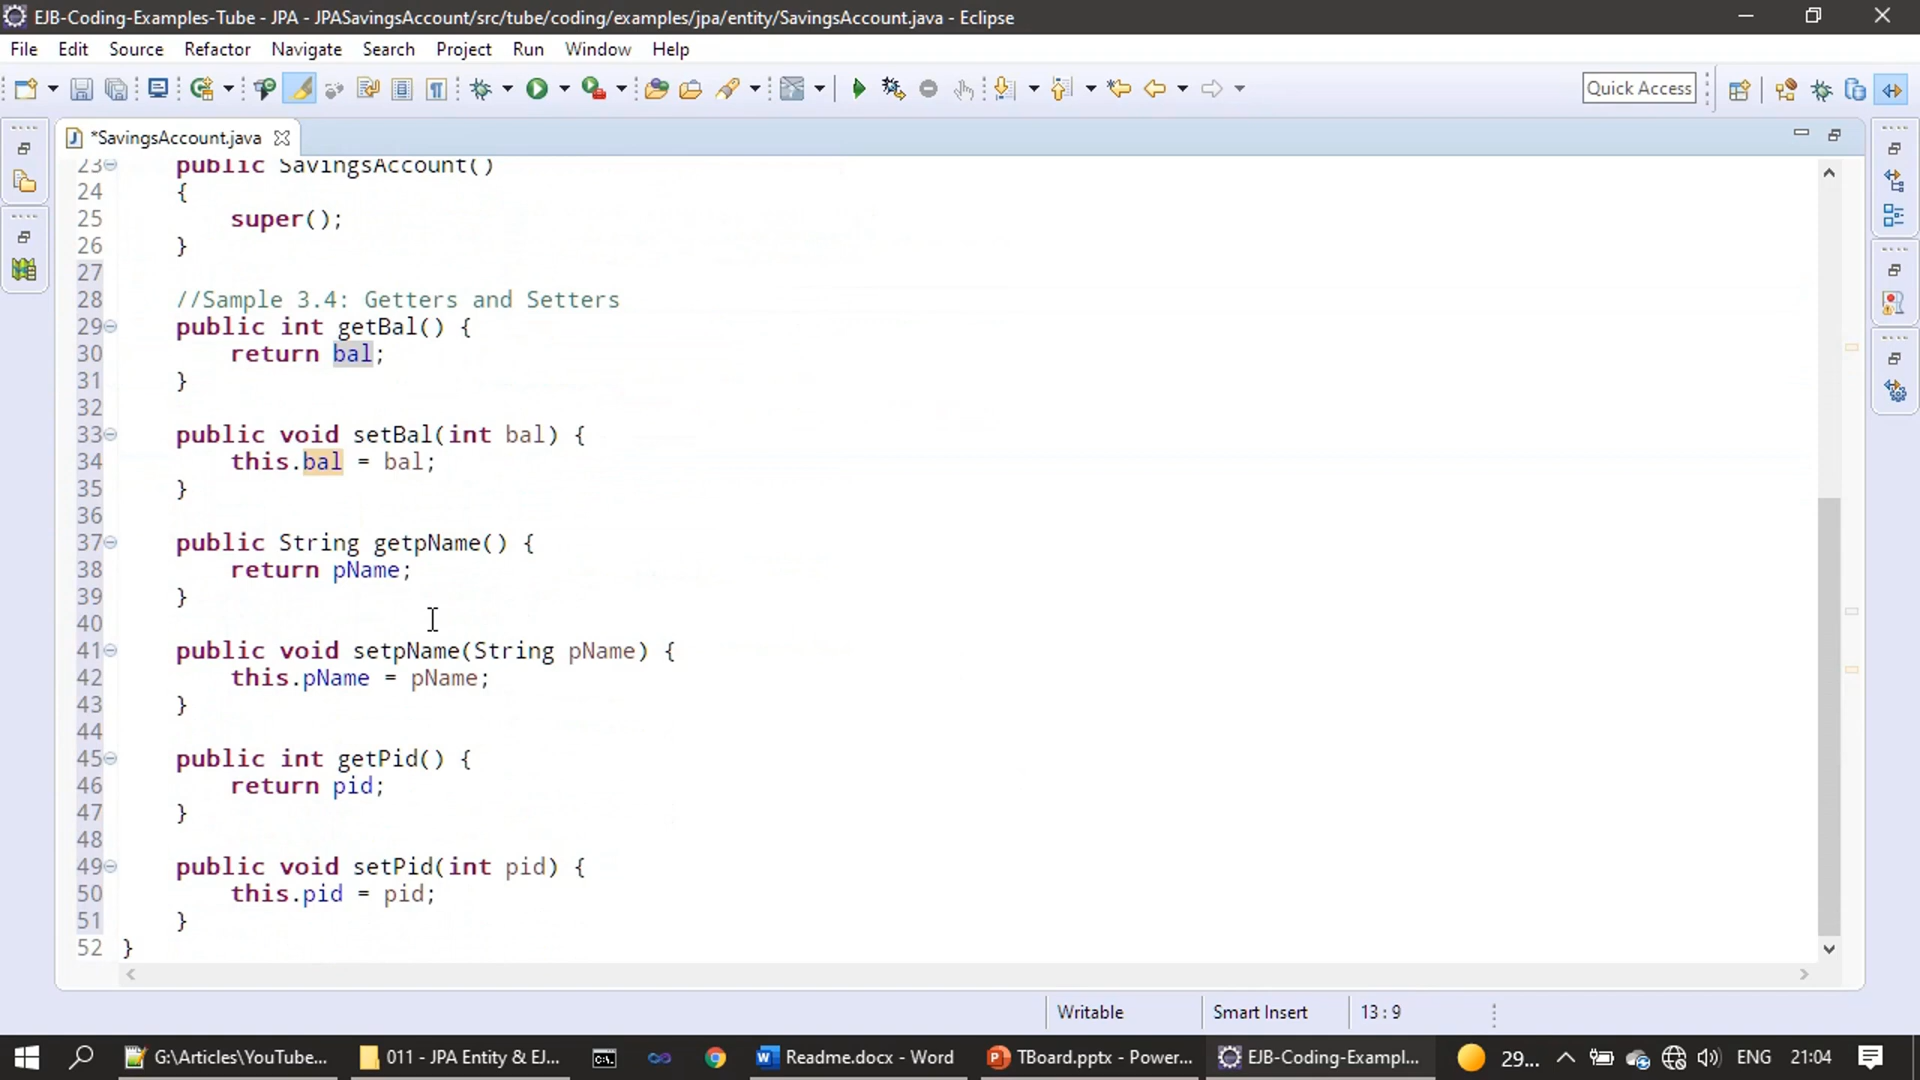 EJB-Coding-Examples-Tube - JPA - JPASavingsAccount/src/tube/coding/examples/jpa/entity/SavingsAccount.java - Eclipse
File Edit Source Refactor Navigate Search Project Run Window Help
Quick Access
*SavingsAccount.java
23 public SavingsAccount()
24 {
25 super();
26 }
27
28 //Sample 3.4: Getters and Setters
29 public int getBal() {
30 return bal;
31 }
32
33 public void setBal(int bal) {
34 this.bal = bal;
35 }
36
37 public String getpName() {
38 return pName;
39 }
40
41 public void setpName(String pName) {
42 this.pName = pName;
43 }
44
45 public int getPid() {
46 return pid;
47 }
48
49 public void setPid(int pid) {
50 this.pid = pid;
51 }
52 }
Writable Smart Insert 13 : 9
G:\Articles\YouTube... 011 - JPA Entity & EJ... Readme.docx - Word TBoard.pptx - Power... EJB-Coding-Exampl... 29... ENG 21:04